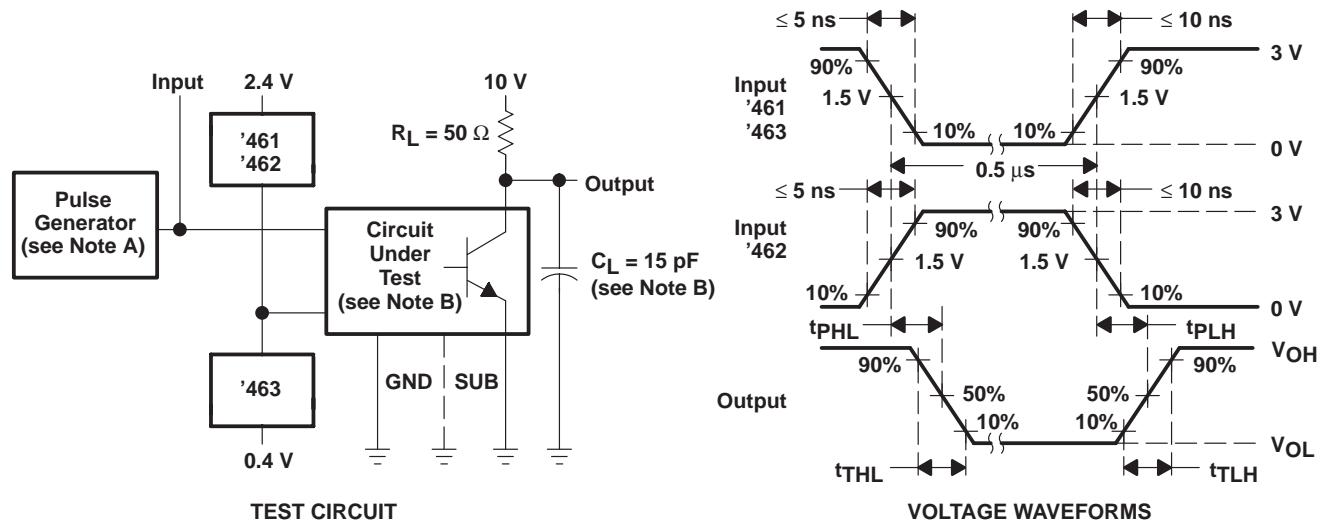 Input
2.4 V
'461
'462
Pulse
Generator
(see Note A)
'463
0.4 V
10 V
RL = 50 Ω
Output
Circuit
Under
Test
(see Note B)
CL = 15 pF
(see Note B)
GND
SUB
TEST CIRCUIT
≤ 5 ns
≤ 10 ns
Input
'461
'463
90%
1.5 V
10%
10%
90%
1.5 V
3 V
0 V
0.5 μs
≤ 5 ns
≤ 10 ns
Input
'462
90%
90%
1.5 V
1.5 V
10%
10%
3 V
0 V
tPHL
tPLH
Output
90%
50%
10%
10%
50%
90%
VOH
VOL
tTHL
tTLH
VOLTAGE WAVEFORMS